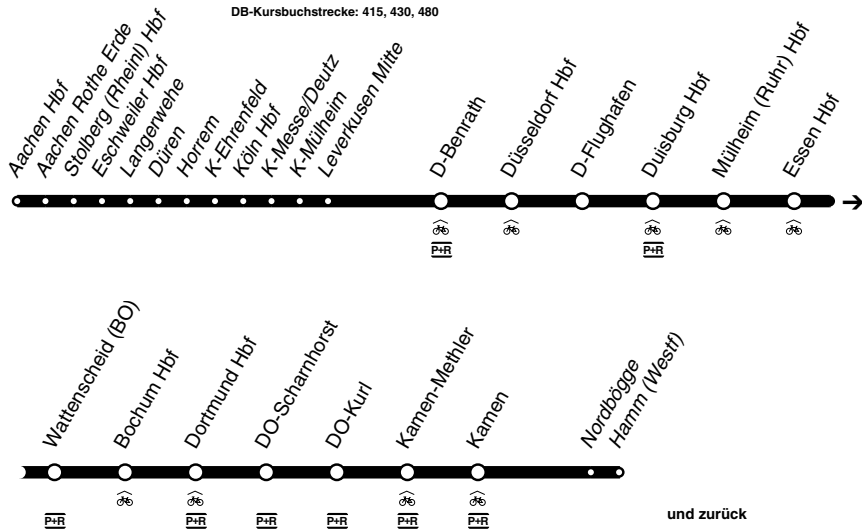 DB-Kursbuchstrecke: 415, 430, 480
Aachen Hbf
Aachen Rothe Erde
Stolberg (Rheinl) Hbf
Eschweiler Hbf
Langerwehe
Düren
Horrem
K-Ehrenfeld
Köln Hbf
K-Messe/Deutz
K-Mülheim
Leverkusen Mitte
D-Benrath
Düsseldorf Hbf
D-Flughafen
Duisburg Hbf
Mülheim (Ruhr) Hbf
Essen Hbf
P+R
P+R
Wattenscheid (BO)
Bochum Hbf
Dortmund Hbf
DO-Scharnhorst
DO-Kurl
Kamen-Methler
Kamen
Nordbögge
Hamm (Westf)
P+R
P+R
P+R
P+R
P+R
P+R
und zurück